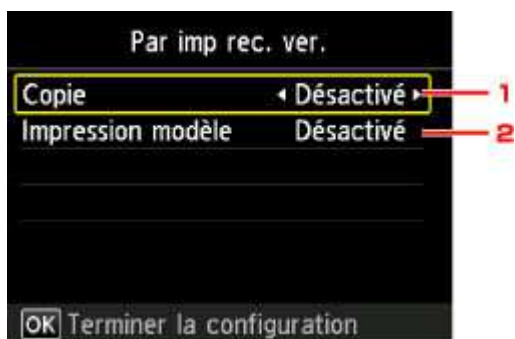 Par imp rec. ver.
Copie Désactivé 1
Impression modèle Désactivé 2
OK Terminer la configuration